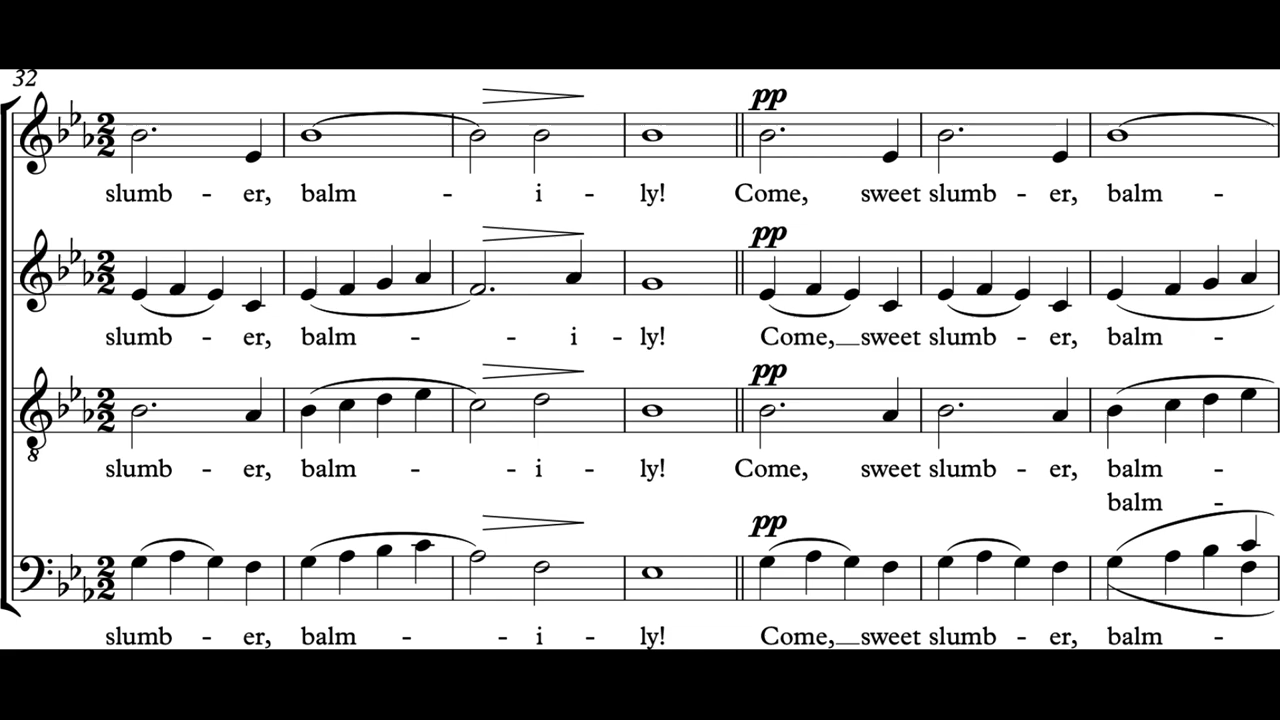 32
pp
slumb - er, balm - i - ly! Come, sweet slumb - er, balm -
pp
slumb - er, balm - - i - ly! Come, sweet slumb - er, balm -
pp
slumb - er, balm - - i - ly! Come, sweet slumb - er, balm -
balm -
pp
slumb - er, balm - - i - ly! Come, sweet slumb - er, balm -